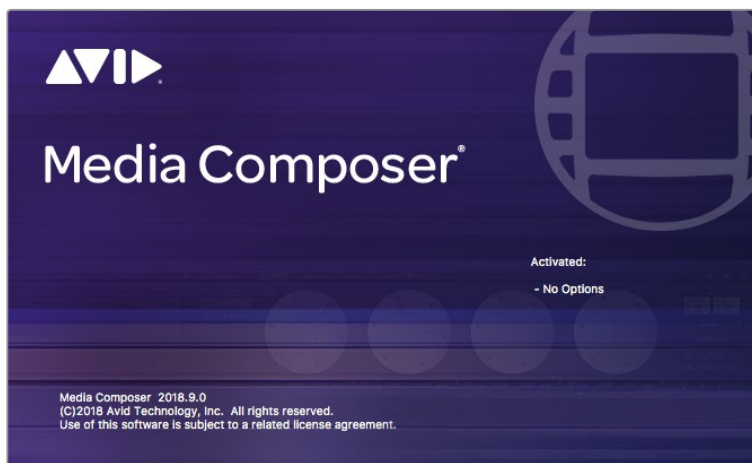 AVID
Media Composer®
Activated:
- No Options
Media Composer 2018.9.0
(C)2018 Avid Technology, Inc. All rights reserved.
Use of this software is subject to a related license agreement.